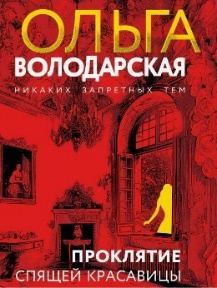 ОЛЬГА
ВОЛОДАРСКАЯ
НИКАКИХ ЗАПРЕТНЫХ ТЕМ
ПРОКЛЯТИЕ
СПЯЩЕЙ КРАСАВИЦЫ